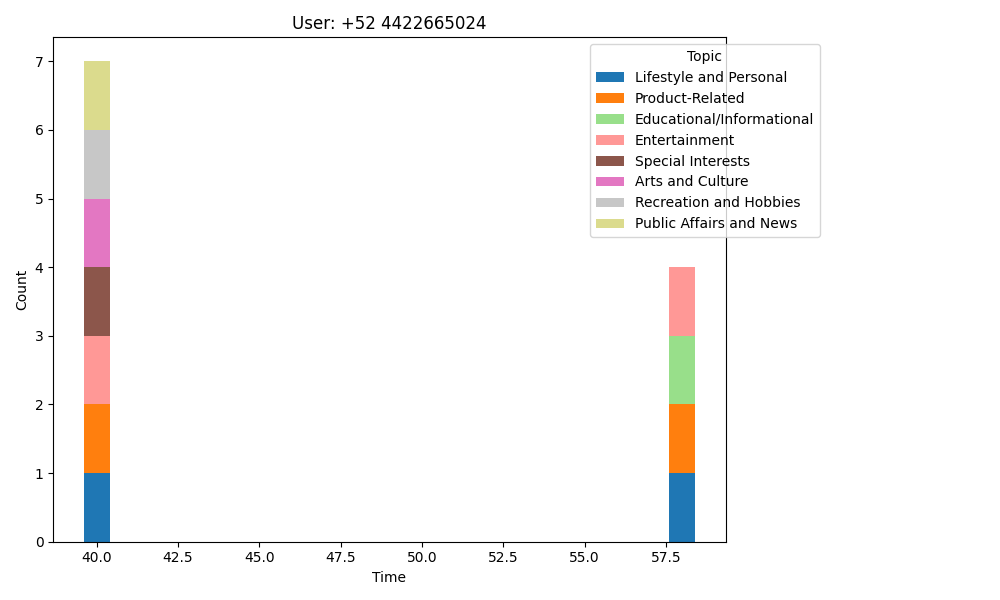 User: +52 4422665024
Topic
Lifestyle and Personal
Product-Related
Educational/Informational
Entertainment
Special Interests
Arts and Culture
Recreation and Hobbies
Public Affairs and News
Count
7
6
5
4
3
2
1
0
40.0 42.5 45.0 47.5 50.0 52.5 55.0 57.5
Time